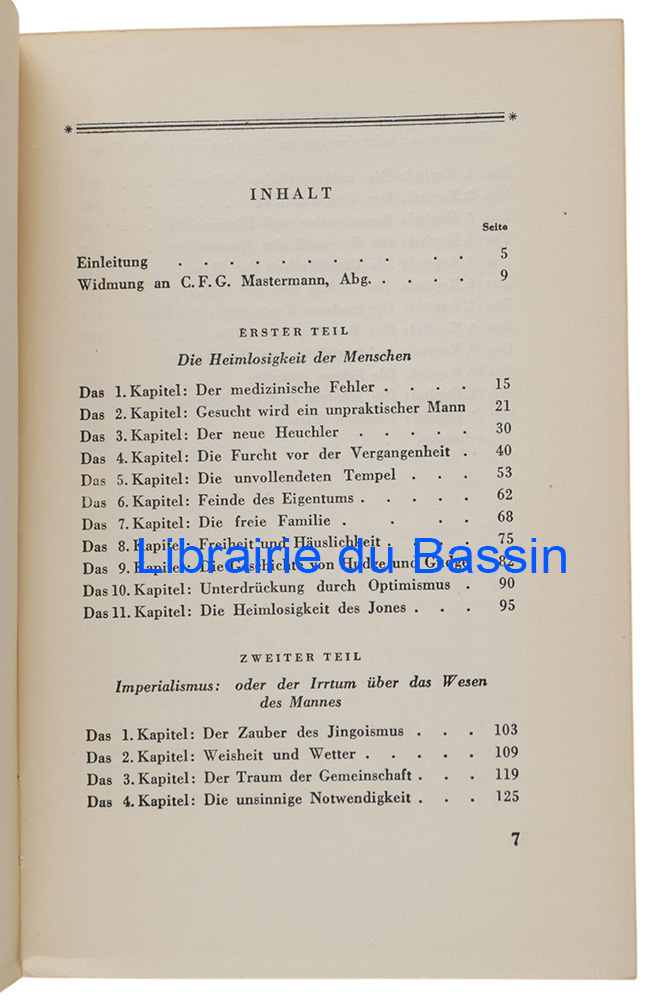 INHALT
Seite
Einleitung . . . . . . . . . . . 5
Widmung an C. F. G. Mastermann, Abg. . . . . 9
ERSTER TEIL
Die Heimlosigkeit der Menschen
Das 1. Kapitel: Der medizinische Fehler . . . . 15
Das 2. Kapitel: Gesucht wird ein unpraktischer Mann 21
Das 3. Kapitel: Der neue Heuchler . . . . . 30
Das 4. Kapitel: Die Furcht vor der Vergangenheit . 40
Das 5. Kapitel: Die unvollendeten Tempel . . . 53
Das 6. Kapitel: Feinde des Eigentums . . . . . 62
Das 7. Kapitel: Die freie Familie . . . . . 68
Das 8. Kapitel: Freiheit und Häuslichkeit . . . . 75
Das 9. Kapitel: Die Geschichte von Hudge und Gudge 82
Librairie du Bassin
Das 10. Kapitel: Unterdrückung durch Optimismus . 90
Das 11. Kapitel: Die Heimlosigkeit des Jones . . . 95
ZWEITER TEIL
Imperialismus: oder der Irrtum über das Wesen
des Mannes
Das 1. Kapitel: Der Zauber des Jingoismus . . . 103
Das 2. Kapitel: Weisheit und Wetter . . . . . 109
Das 3. Kapitel: Der Traum der Gemeinschaft . . . 119
Das 4. Kapitel: Die unsinnige Notwendigkeit . . . 125
7